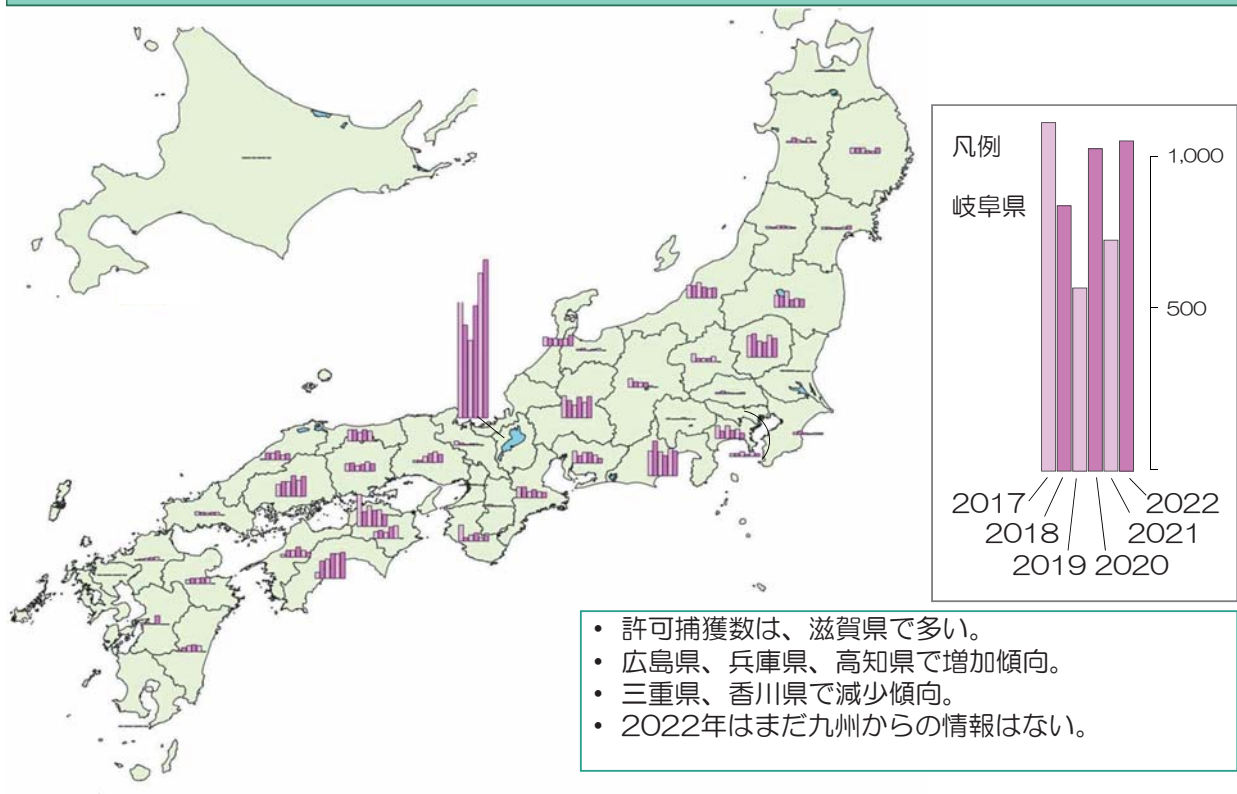 凡例
岐阜県
1,000
500
2017
2018
2019
2020
2021
2022
• 許可捕獲数は、滋賀県で多い。
• 広島県、兵庫県、高知県で増加傾向。
• 三重県、香川県で減少傾向。
• 2022年はまだ九州からの情報はない。